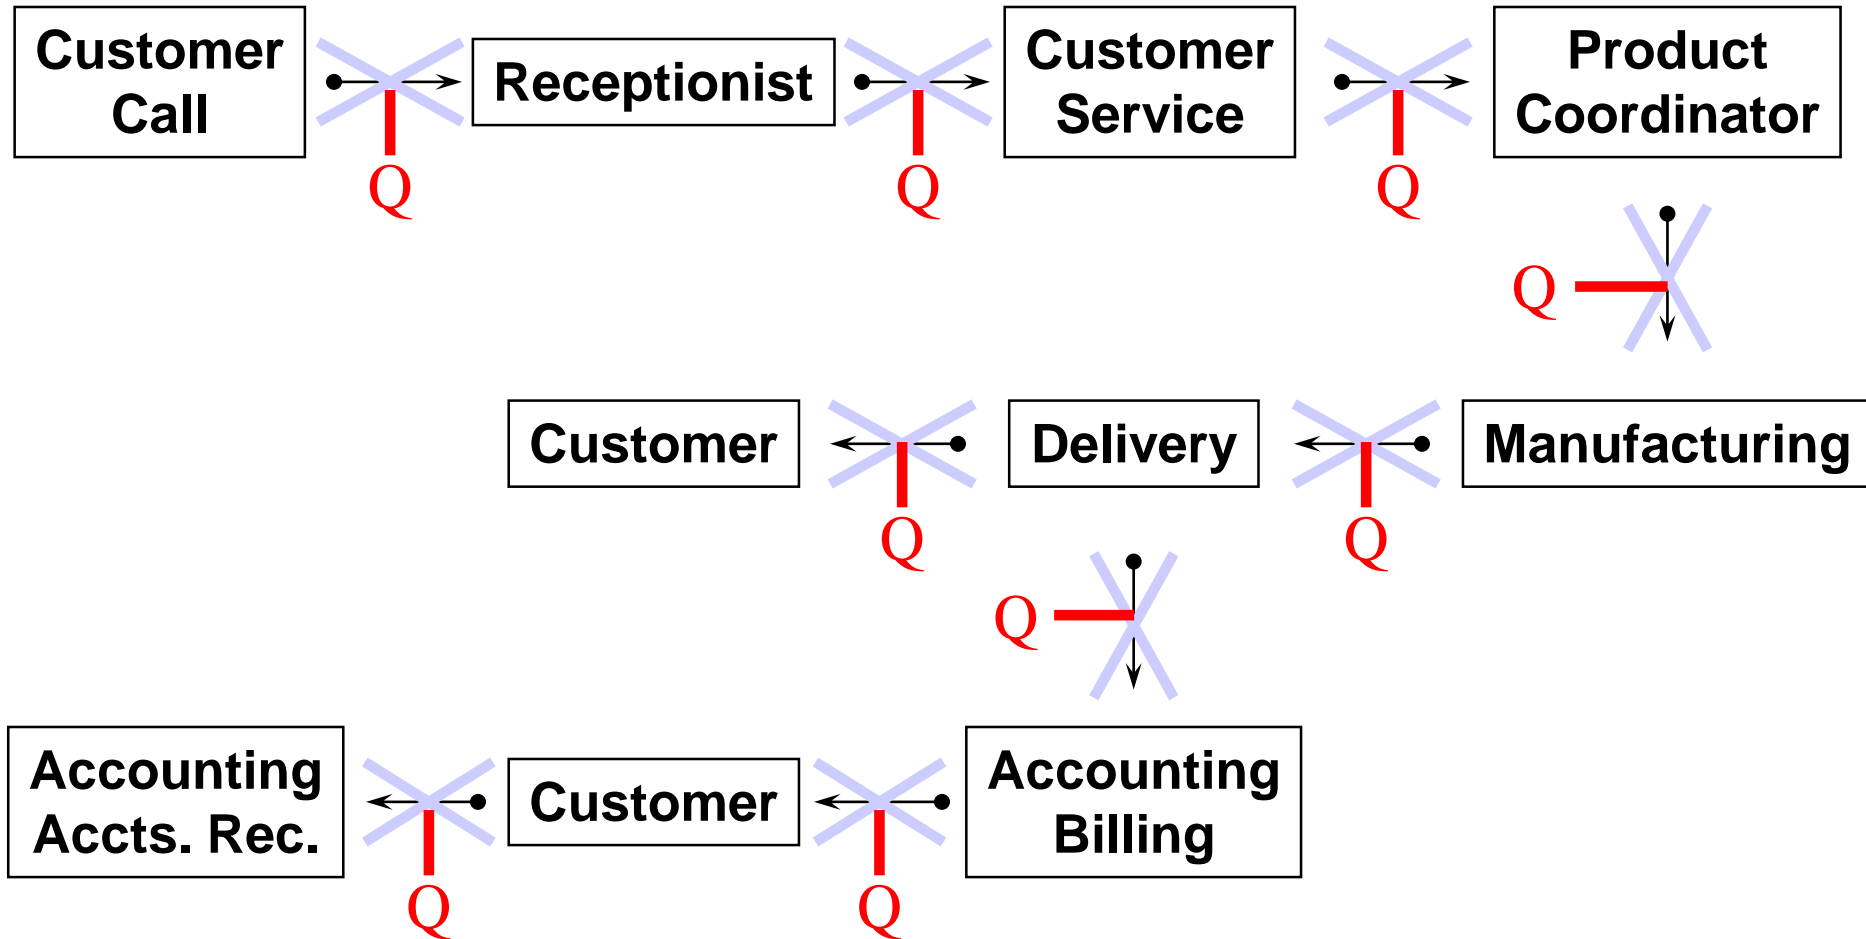 Customer
Call
Receptionist
Customer
Service
Product
Coordinator
Q
Q
Q
Q
Customer
Delivery
Manufacturing
Q
Q
Q
Accounting
Accts. Rec.
Customer
Accounting
Billing
Q
Q